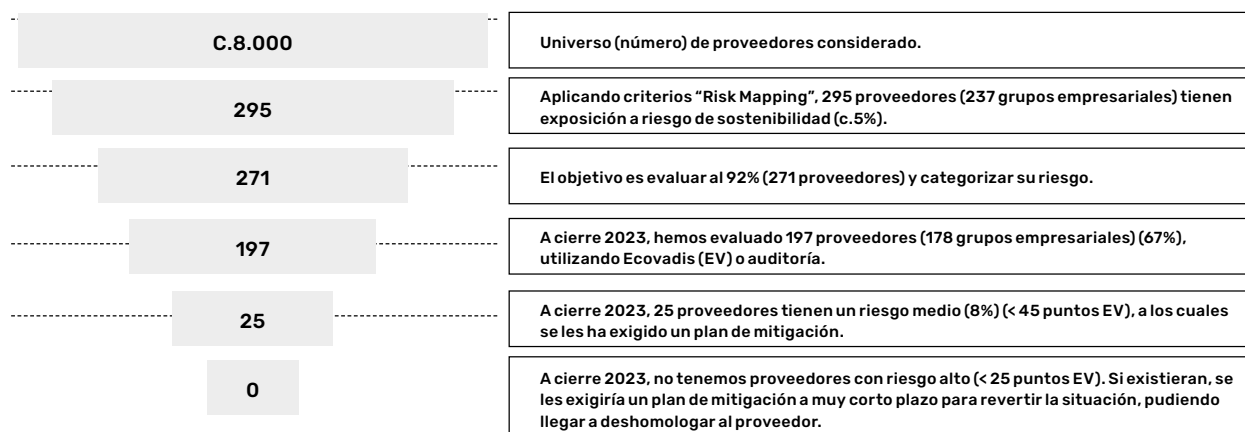 C.8.000
Universo (número) de proveedores considerado.
295
Aplicando criterios “Risk Mapping”, 295 proveedores (237 grupos empresariales) tienen
exposición a riesgo de sostenibilidad (c.5%).
271
El objetivo es evaluar al 92% (271 proveedores) y categorizar su riesgo.
197
A cierre 2023, hemos evaluado 197 proveedores (178 grupos empresariales) (67%),
utilizando Ecovadis (EV) o auditoría.
25
A cierre 2023, 25 proveedores tienen un riesgo medio (8%) (< 45 puntos EV), a los cuales
se les ha exigido un plan de mitigación.
0
A cierre 2023, no tenemos proveedores con riesgo alto (< 25 puntos EV). Si existieran, se
les exigiría un plan de mitigación a muy corto plazo para revertir la situación, pudiendo
llegar a deshomologar al proveedor.